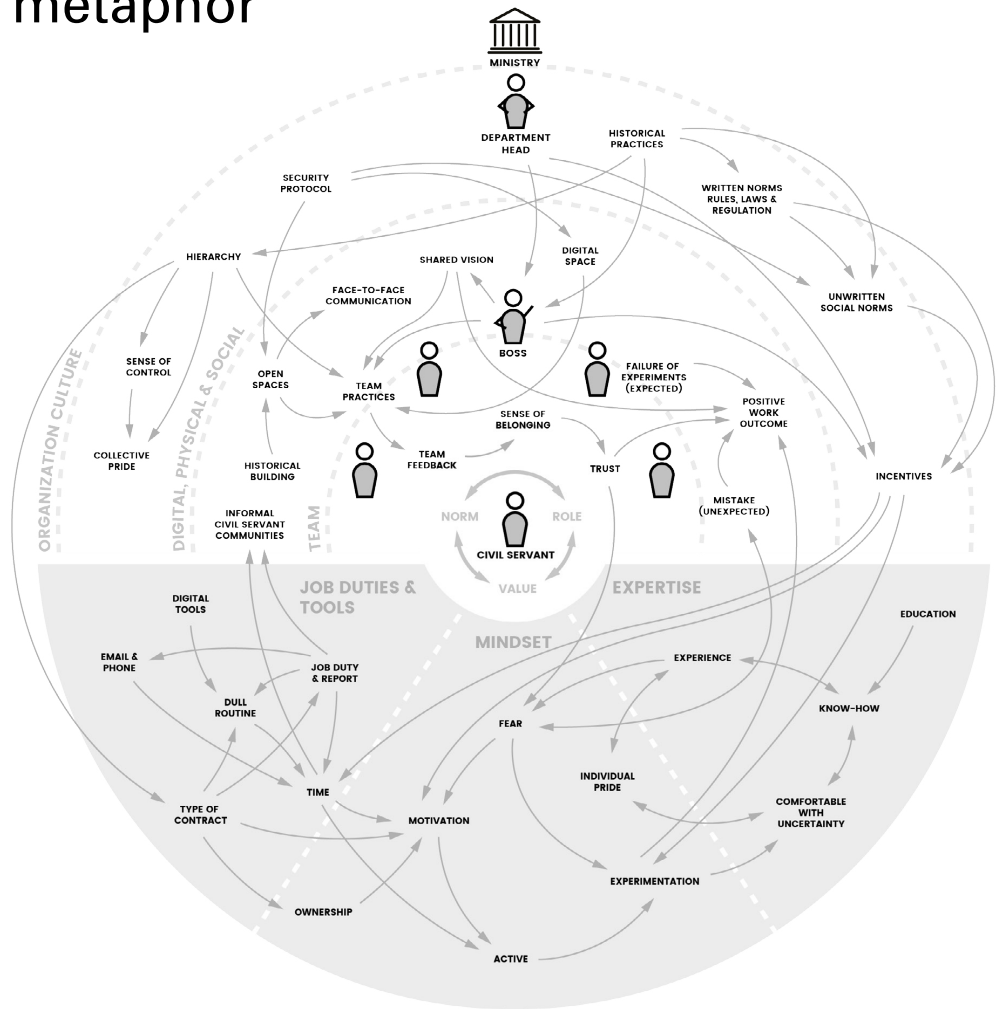 metaphor
MINISTRY
DEPARTMENT
HEAD
HISTORICAL
PRACTICES
SECURITY
PROTOCOL
WRITTEN NORMS
RULES, LAWS &
REGULATION
HIERARCHY
SHARED VISION
DIGITAL
SPACE
FACE-TO-FACE
COMMUNICATION
UNWRITTEN
SOCIAL NORMS
BOSS
ORGANIZATION CULTURE
DIGITAL, PHYSICAL & SOCIAL
TEAM
SENSE OF
CONTROL
OPEN
SPACES
TEAM
PRACTICES
FAILURE OF
EXPERIMENTS
(EXPECTED)
POSITIVE
WORK
OUTCOME
SENSE OF
BELONGING
COLLECTIVE
PRIDE
HISTORICAL
BUILDING
TEAM
FEEDBACK
TRUST
INCENTIVES
MISTAKE
(UNEXPECTED)
INFORMAL
CIVIL SERVANT
COMMUNITIES
NORM
ROLE
CIVIL SERVANT
VALUE
JOB DUTIES &
TOOLS
EXPERTISE
MINDSET
DIGITAL
TOOLS
EDUCATION
EMAIL &
PHONE
JOB DUTY
& REPORT
EXPERIENCE
DULL
ROUTINE
KNOW-HOW
FEAR
INDIVIDUAL
PRIDE
TIME
TYPE OF
CONTRACT
MOTIVATION
COMFORTABLE
WITH
UNCERTAINTY
EXPERIMENTATION
OWNERSHIP
ACTIVE